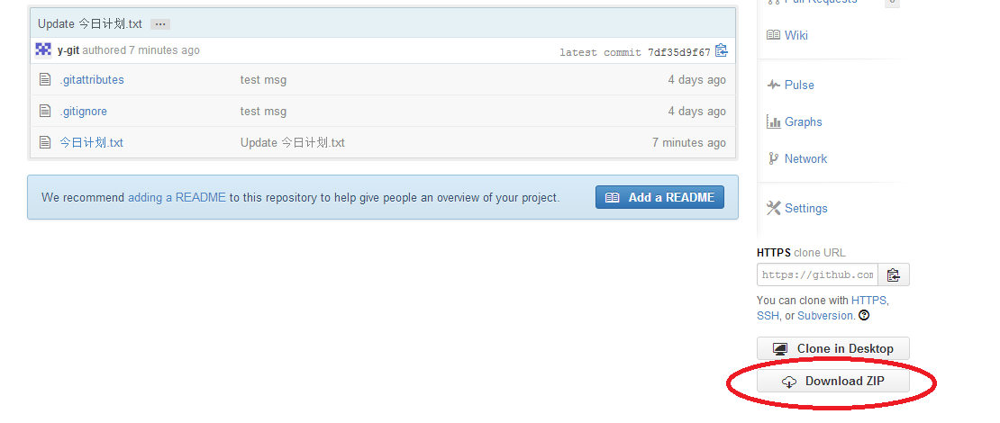 Update 今日计划.txt ...
y-git authored 7 minutes ago
latest commit 7df35d9f67
.gitattributes test msg 4 days ago
.gitignore test msg 4 days ago
今日计划.txt Update 今日计划.txt 7 minutes ago
We recommend adding a README to this repository to help give people an overview of your project.
Add a README
Pull Requests
Wiki
Pulse
Graphs
Network
Settings
HTTPS clone URL
https://github.com
You can clone with HTTPS,
SSH, or Subversion.
Clone in Desktop
Download ZIP